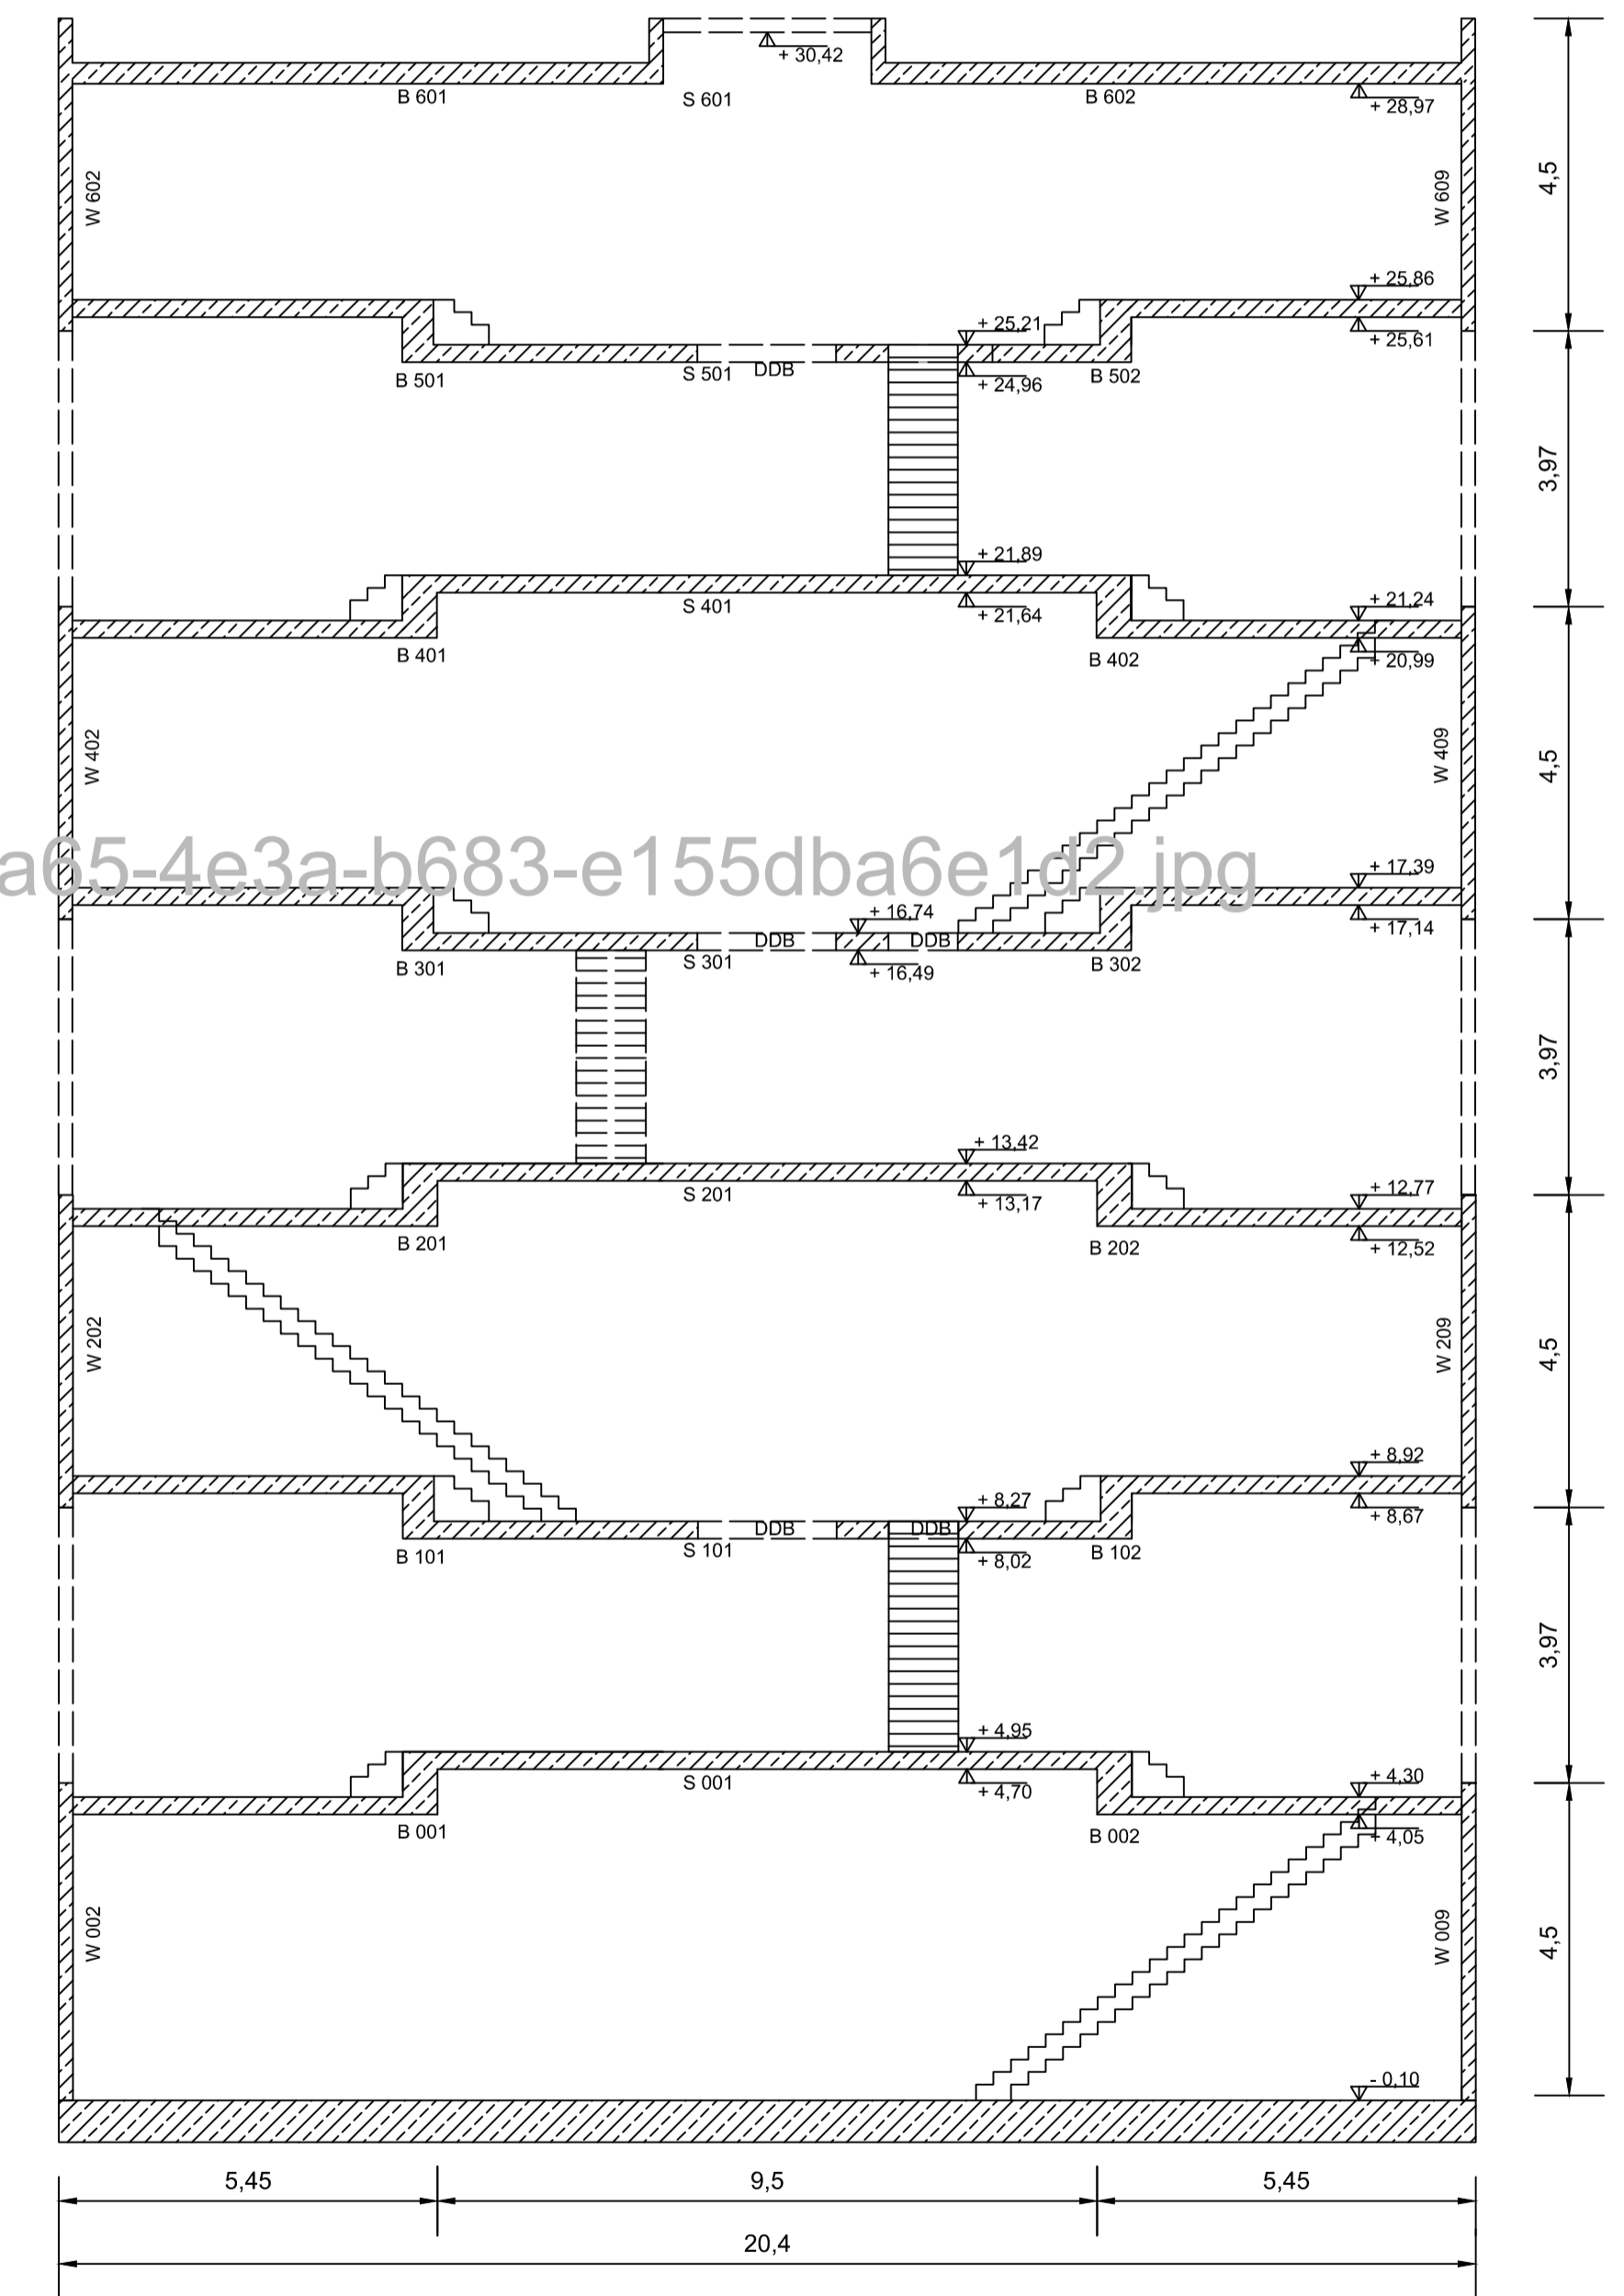 + 30,42
B 601
S 601
B 602
+ 28,97
W 602
W 609
4,5
+ 25,86
+ 25,21
+ 25,61
B 501
S 501
DDB
+ 24,96
B 502
3,97
+ 21,89
S 401
+ 21,64
+ 21,24
B 401
B 402
+ 20,99
W 402
W 409
4,5
a65-4e3a-b683-e155dba6e1d2.jpg
+ 17,39
+ 16,74
+ 17,14
DDB
DDB
B 301
S 301
+ 16,49
B 302
3,97
+ 13,42
S 201
+ 13,17
+ 12,77
B 201
B 202
+ 12,52
W 202
W 209
4,5
+ 8,92
+ 8,27
+ 8,67
DDB
DDB
B 101
S 101
+ 8,02
B 102
3,97
+ 4,95
S 001
+ 4,70
+ 4,30
B 001
B 002
+ 4,05
W 002
W 009
4,5
- 0,10
5,45
9,5
5,45
20,4